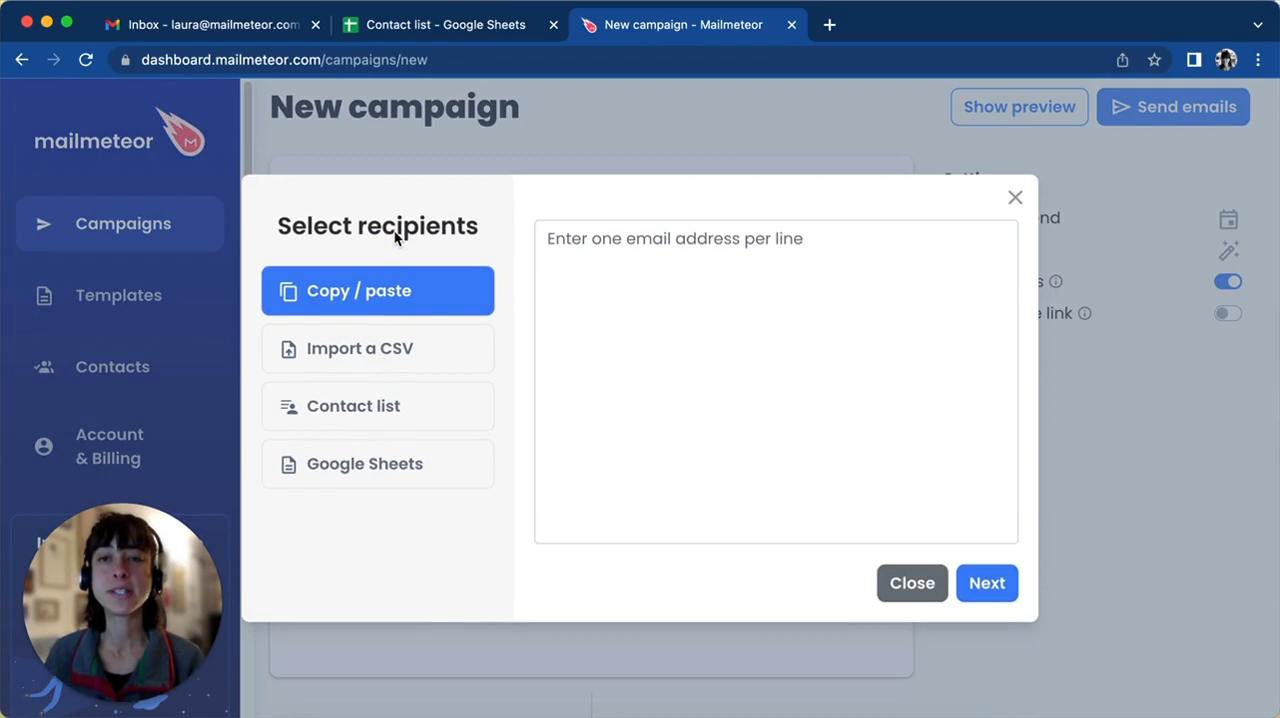 Inbox - laura@mailmeteor.com
Contact list - Google Sheets
New campaign - Mailmeteor
dashboard.mailmeteor.com/campaigns/new
mailmeteor
Campaigns
Templates
Contacts
Account
& Billing
New campaign
Show preview
Send emails
Select recipients
Copy / paste
Import a CSV
Contact list
Google Sheets
Enter one email address per line
Close
Next